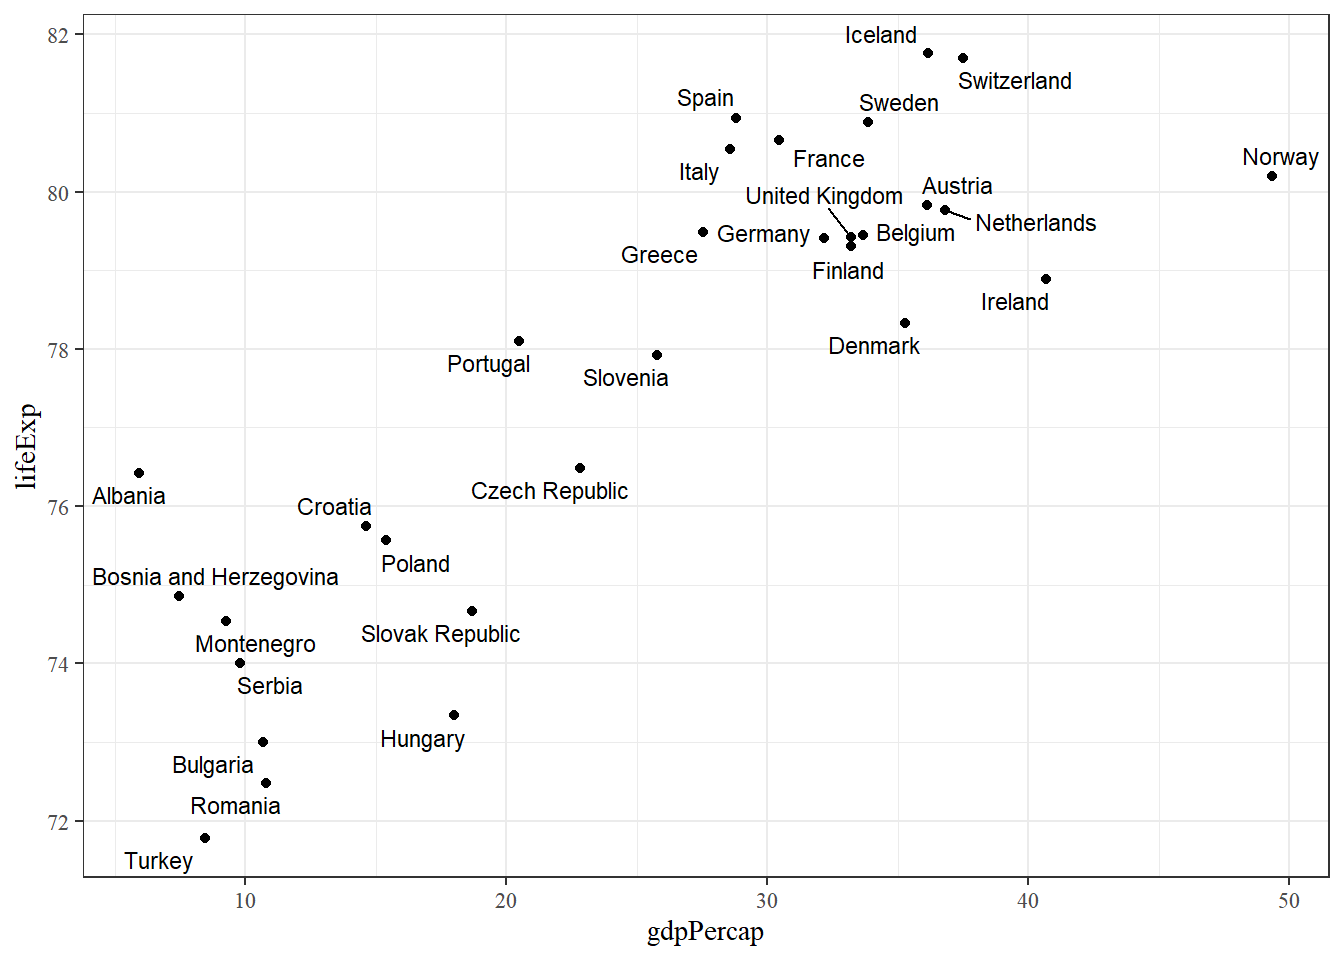 82
Iceland
Switzerland
Spain
Sweden
Norway
France
Italy
80
Austria
United Kingdom
Netherlands
Germany
Belgium
Greece
Finland
Ireland
78
Denmark
Portugal
Slovenia
lifeExp
Albania
Czech Republic
76
Croatia
Poland
Bosnia and Herzegovina
Slovak Republic
Montenegro
74
Serbia
Hungary
Bulgaria
Romania
72
Turkey
10 20 30 40 50
gdpPercap